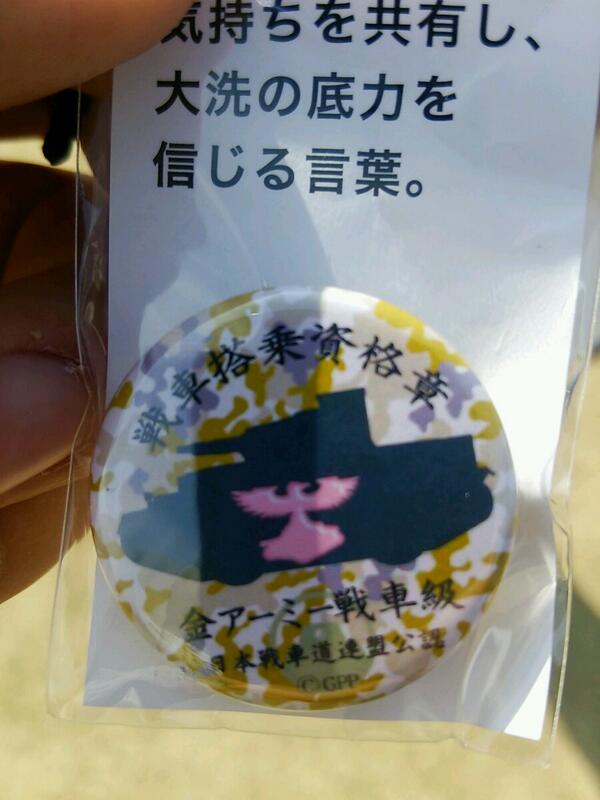 気持ちを共有し、
大洗の底力を
信じる言葉。
戦車搭乗資格章
金アーミー戦車級
日本戦車道連盟公認
©GPP